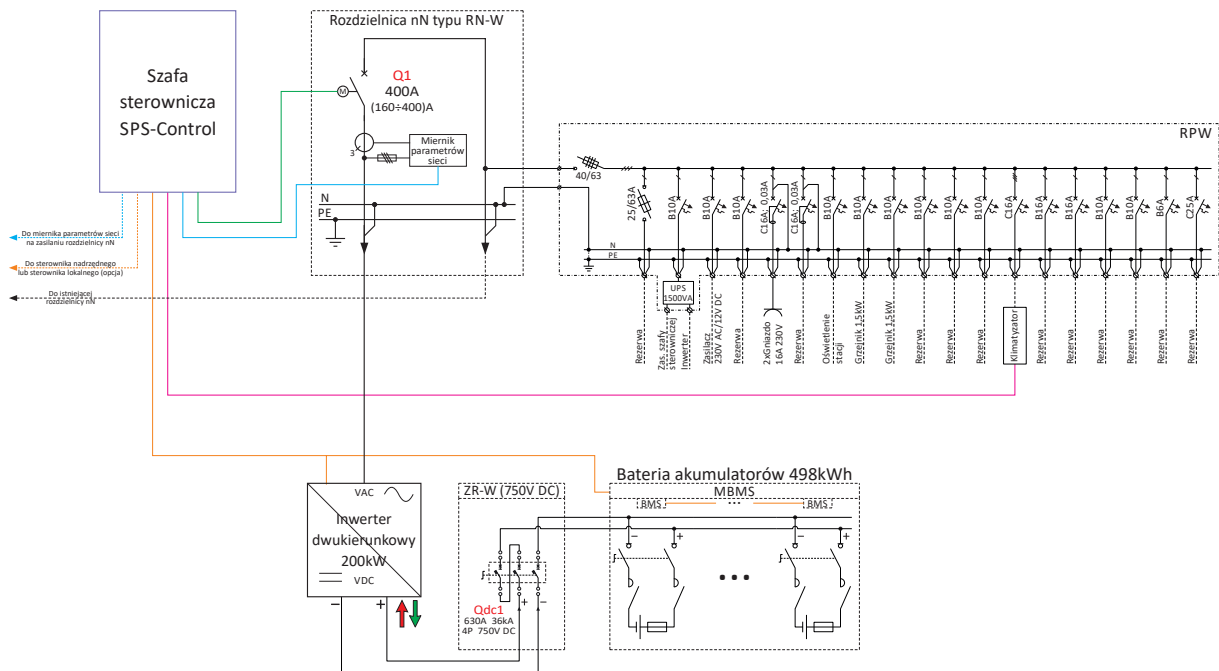 Szafa
sterownicza
SPS-Control
Rozdzielnica nN typu RN-W
Q1
400A
(160÷400)A
M
3
Miernik
parametrów
sieci
N
PE
Do miernika parametrów sieci
na zasilaniu rozdzielnicy nN
Do sterownika nadrzędnego
lub sterownika lokalnego (opcja)
Do istniejącej
rozdzielnicy nN
RPW
40/63
25/63A
B10A
B10A
B10A
C16A; 0,03A
C16A; 0,03A
B10A
B10A
B10A
B10A
B10A
B10A
C16A
B16A
B16A
B10A
B10A
B6A
C25A
N
PE
UPS
1500VA
Rezerwa
Zas. szafy
sterowniczej
Inwerter
Zasilacz
230V AC/12V DC
Rezerwa
2xGniazdo
16A 230V
Rezerwa
Oświetlenie
stacji
Grzejnik 1,5kW
Grzejnik 1,5kW
Rezerwa
Rezerwa
Rezerwa
Klimatyzator
Rezerwa
Rezerwa
Rezerwa
Rezerwa
Rezerwa
Rezerwa
VAC
Inwerter
dwukierunkowy
200kW
VDC
–
+
ZR-W (750V DC)
Qdc1
630A 36kA
4P 750V DC
+
–
Bateria akumulatorów 498kWh
MBMS
BMS
...
BMS
–
+
–
+